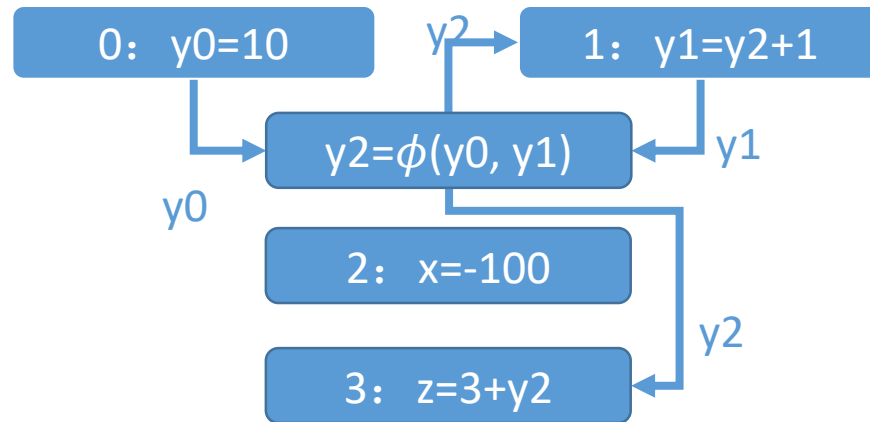 0：y0=10
y2
1：y1=y2+1
y2=ϕ(y0, y1)
y1
y0
2：x=-100
y2
3：z=3+y2